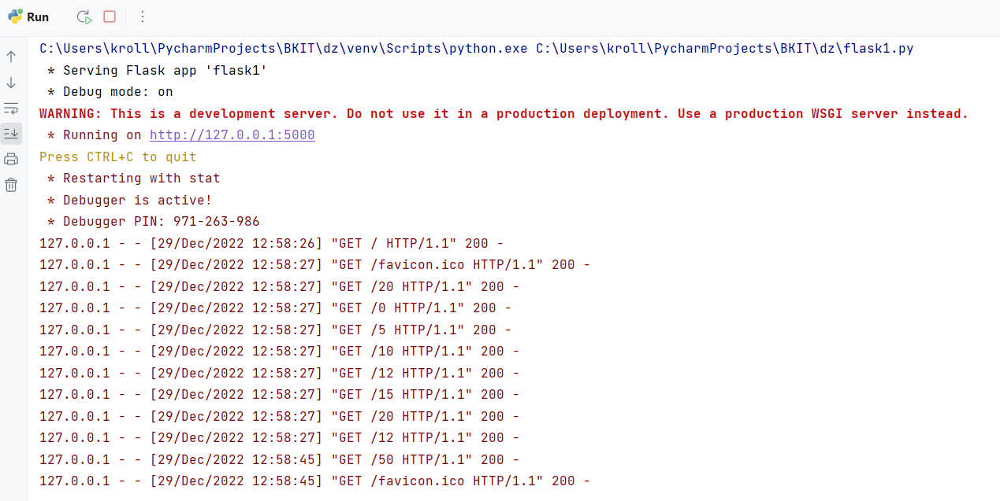 Run
C:\Users\kroll\PycharmProjects\BKIT\dz\venv\Scripts\python.exe C:\Users\kroll\PycharmProjects\BKIT\dz\flask1.py
 * Serving Flask app 'flask1'
 * Debug mode: on
WARNING: This is a development server. Do not use it in a production deployment. Use a production WSGI server instead.
 * Running on http://127.0.0.1:5000
Press CTRL+C to quit
 * Restarting with stat
 * Debugger is active!
 * Debugger PIN: 971-263-986
127.0.0.1 - - [29/Dec/2022 12:58:26] "GET / HTTP/1.1" 200 -
127.0.0.1 - - [29/Dec/2022 12:58:27] "GET /favicon.ico HTTP/1.1" 200 -
127.0.0.1 - - [29/Dec/2022 12:58:27] "GET /20 HTTP/1.1" 200 -
127.0.0.1 - - [29/Dec/2022 12:58:27] "GET /0 HTTP/1.1" 200 -
127.0.0.1 - - [29/Dec/2022 12:58:27] "GET /5 HTTP/1.1" 200 -
127.0.0.1 - - [29/Dec/2022 12:58:27] "GET /10 HTTP/1.1" 200 -
127.0.0.1 - - [29/Dec/2022 12:58:27] "GET /12 HTTP/1.1" 200 -
127.0.0.1 - - [29/Dec/2022 12:58:27] "GET /15 HTTP/1.1" 200 -
127.0.0.1 - - [29/Dec/2022 12:58:27] "GET /20 HTTP/1.1" 200 -
127.0.0.1 - - [29/Dec/2022 12:58:27] "GET /12 HTTP/1.1" 200 -
127.0.0.1 - - [29/Dec/2022 12:58:45] "GET /50 HTTP/1.1" 200 -
127.0.0.1 - - [29/Dec/2022 12:58:45] "GET /favicon.ico HTTP/1.1" 200 -